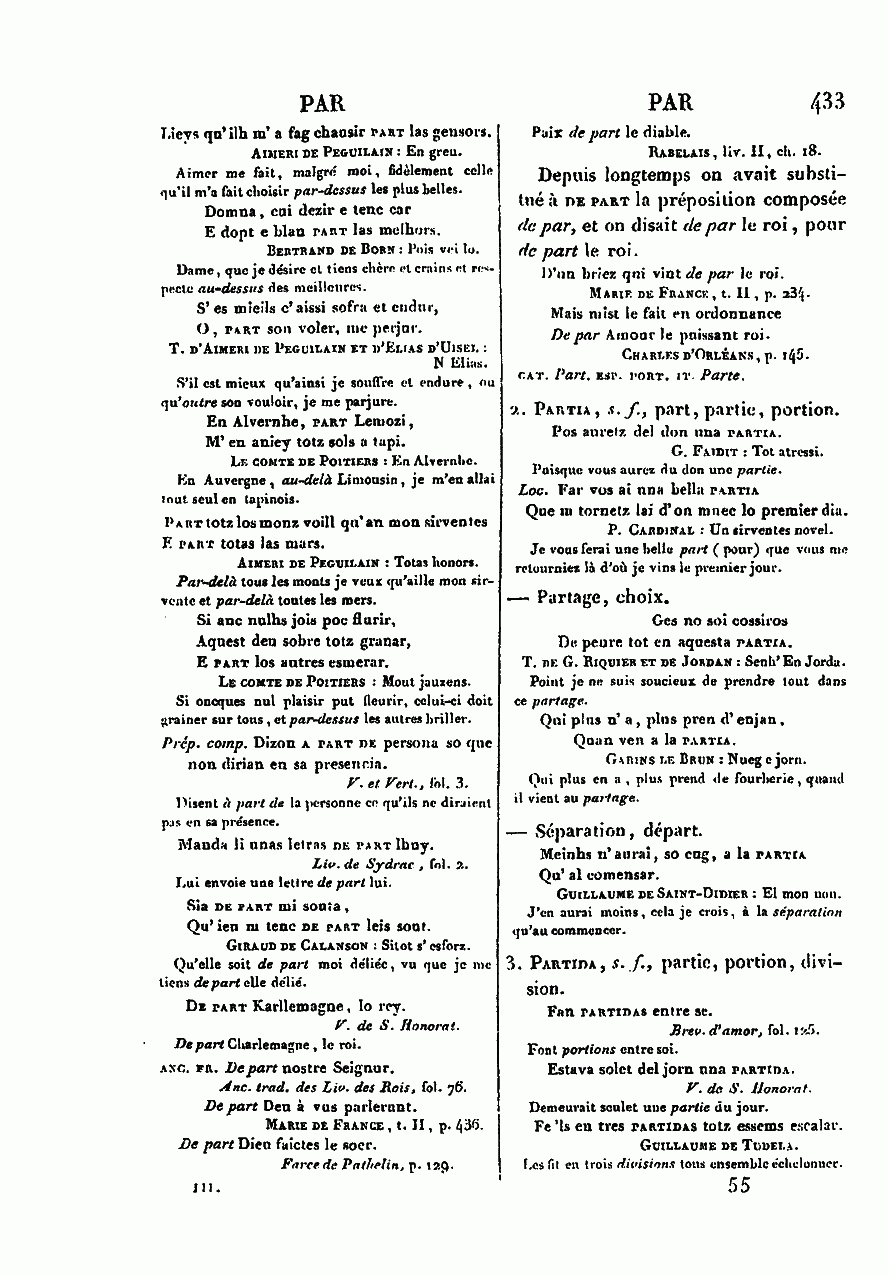 PAR PAR 433
Lieys qu'ilh m' a fag chausir PART las gensors.
AIMERI DE PEGUILAIN : En greu.
Aimer me fait, malgré moi, fidèlement celle
qu'il m'a fait choisir par-dessus les plus belles.
Domna, cui dezir e tenc car
E dopt e blan PART las melhors.
BERTRAND DE BORN : Pois vei lo.
Dame, que je désire et tiens chère et crains et res-
pecte au-dessus des meilleures.
S' es mieils c' aissi sofra et endur,
O, PART son voler, me perjur.
T. D'AIMERI DE PEGUILAIN ET D'ELIAS D'UISEL :
N Elias.
S'il est mieux qu'ainsi je souffre et endure, ou
qu'outre son vouloir, je me parjure.
En Alvernhe, PART Lemozi,
M' en aniey totz sols a tapi.
LE COMTE DE POITIERS : En Alvernhe.
En Auvergne, au-delà Limousin, je m'en allai
tout seul en tapinois.
PART totz los monz voill qu' an mon sirventes
E PART totas las mars.
AIMERI DE PEGUILAIN : Totas honors.
Par-delà tous les monts je veux qu'aille mon sir-
vente et par-delà toutes les mers.
Si anc nulhs jois poc flurir,
Aquest deu sobre totz granar,
E PART los autres esmerar.
LE COMTE DE POITIERS : Mout jauzens.
Si oncques nul plaisir put fleurir, celui-ci doit
grainer sur tous, et par-dessus les autres briller.
Prép. comp. Dizon A PART DE persona so que
non dirian en sa presencia.
V. et Vert., fol. 3.
Disent à part de la personne ce qu'ils ne diraient
pas en sa présence.
Manda li unas letras DE PART lhuy.
Liv. de Sydrac, fol. 2.
Lui envoie une lettre de part lui.
Sia DE PART mi souta,
Qu' ieu m tenc DE PART leis sout.
GIRAUD DE CALANSON : Sitot s' esforz.
Qu'elle soit de part moi déliée, vu que je me
tiens de part elle délié.
DE PART Karllemagne, lo rey.
V. de S. Honorat.
De part Charlemagne, le roi.
ANC. FR. De part nostre Seignur.
Anc. trad. des Liv. des Rois, fol. 76.
De part Deu à vus parlerunt.
MARIE DE FRANCE, t. II, p. 436.
De part Dieu faictes le soer.
Farce de Pathelin, p. 129.
III.
Puix de part le diable.
RABELAIS, liv. II, ch. 18.
Depuis longtemps on avait substi-
tué à DE PART la préposition composée
de par, et on disait de par le roi, pour
de part le roi.
D'un briez qui vint de par le roi.
MARIE DE FRANCE, t. II, p. 234.
Mais mist le fait en ordonnance
De par Amour le puissant roi.
CHARLES D'ORLÉANS, p. 145.
CAT. Part. ESP. PORT. IT. Parte.
2. PARTIA, s. f., part, partie, portion.
Pos auretz del don una PARTIA.
G. FAIDIT : Tot atressi.
Puisque vous aurez du don une partie.
Loc. Far vos ai una bella PARTIA
Que m tornetz lai d' on muec lo premier dia.
P. CARDINAL : Un sirventes novel.
Je vous ferai une belle part (pour) que vous me
retourniez là d'où je vins le premier jour.
— Partage, choix.
Ges no soi cossiros
De penre tot en aquesta PARTIA.
T. DE G. RIQUIER ET DE JORDAN : Senh' En Jorda.
Point je ne suis soucieux de prendre tout dans
ce partage.
Qui plus n' a, plus pren d' enjan,
Quan ven a la PARTIA.
GARINS LE BRUN : Nueg e jorn.
Qui plus en a, plus prend de fourberie, quand
il vient au partage.
— Séparation, départ.
Meinhs n' aurai, so cug, a la PARTIA
Qu' al comensar.
GUILLAUME DE SAINT-DIDIER : El mon non.
J'en aurai moins, cela je crois, à la séparation
qu'au commencer.
3. PARTIDA, s. f., partie, portion, divi-
sion.
Fan PARTIDAS entre se.
Brev. d'amor, fol. 125.
Font portions entre soi.
Estava solet del jorn una PARTIDA.
V. de S. Honorat.
Demeurait seulet une partie du jour.
Fe 'ls en tres PARTIDAS totz essems escalar.
GUILLAUME DE TUDELA.
Les fit en trois divisions tous ensemble échelonner.
55